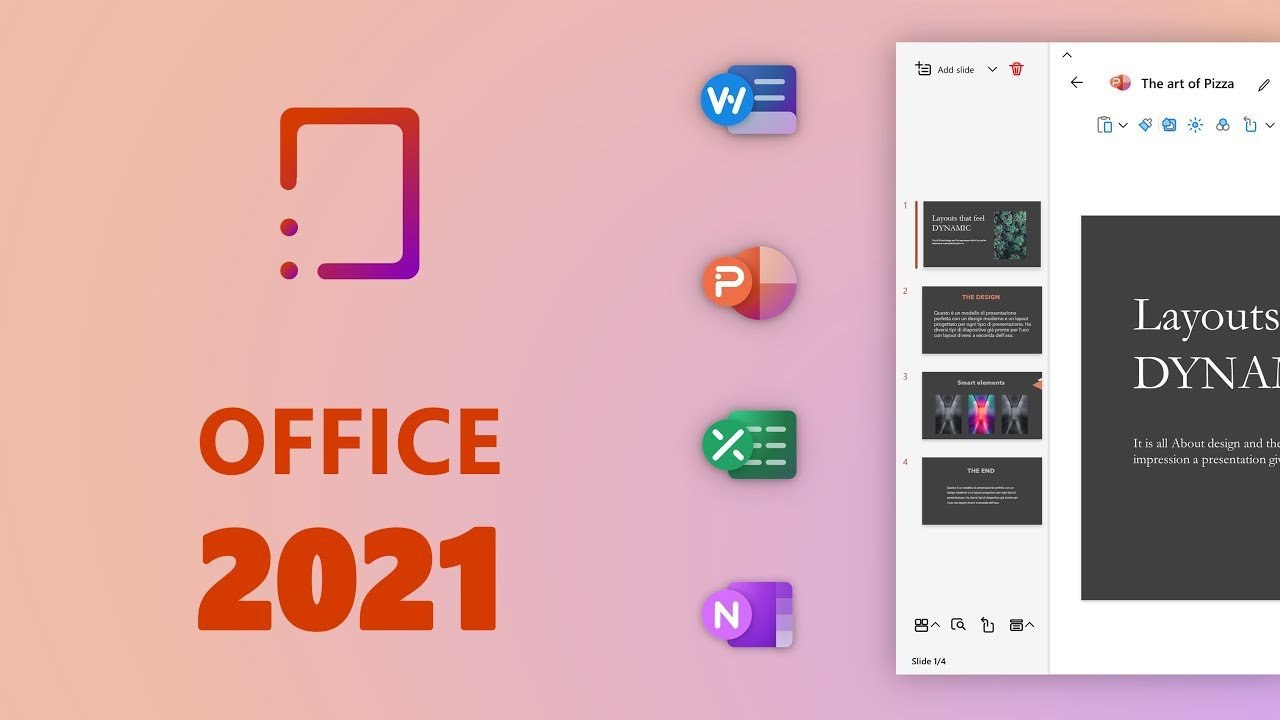 OFFICE
2021
W
P
X
N
Add slide
The art of Pizza
1
Layouts that feel
DYNAMIC
2
THE DESIGN
Questo è un modello di presentazione
perfetta con un design moderno e un layout
progettato per ogni tipo di presentazione. Ha
diversi tipi di diapositive già pronte per l'uso
con layout diversi a seconda dell'uso.
3
Smart elements
4
THE END
Slide 1/4
Layouts
DYNAM
It is all About design and the
impression a presentation giv